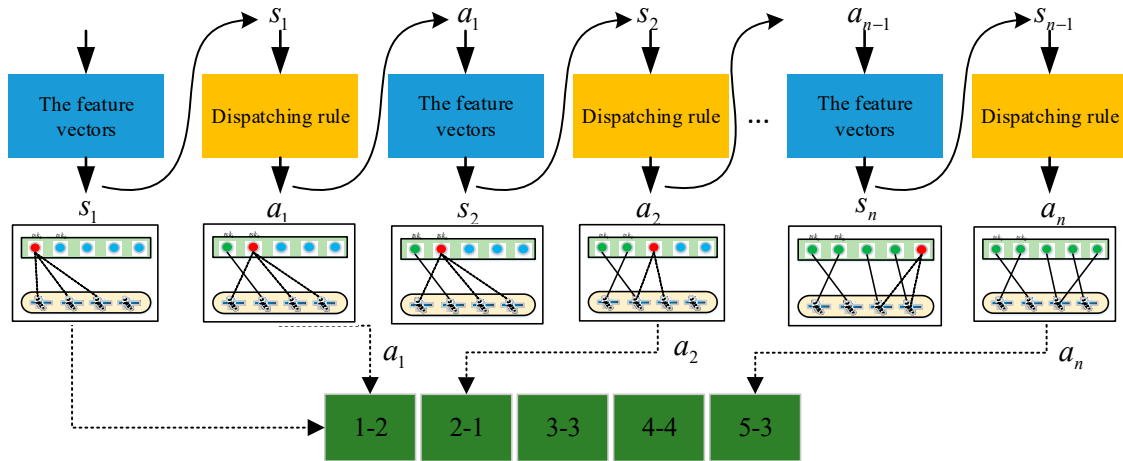 s₁ a₁ s₂ aₙ₋₁ sₙ₋₁
The feature vectors
Dispatching rule
The feature vectors
Dispatching rule
...
The feature vectors
Dispatching rule
s₁ a₁ s₂ a₂ sₙ aₙ
a₁ a₂ aₙ
1-2 2-1 3-3 4-4 5-3